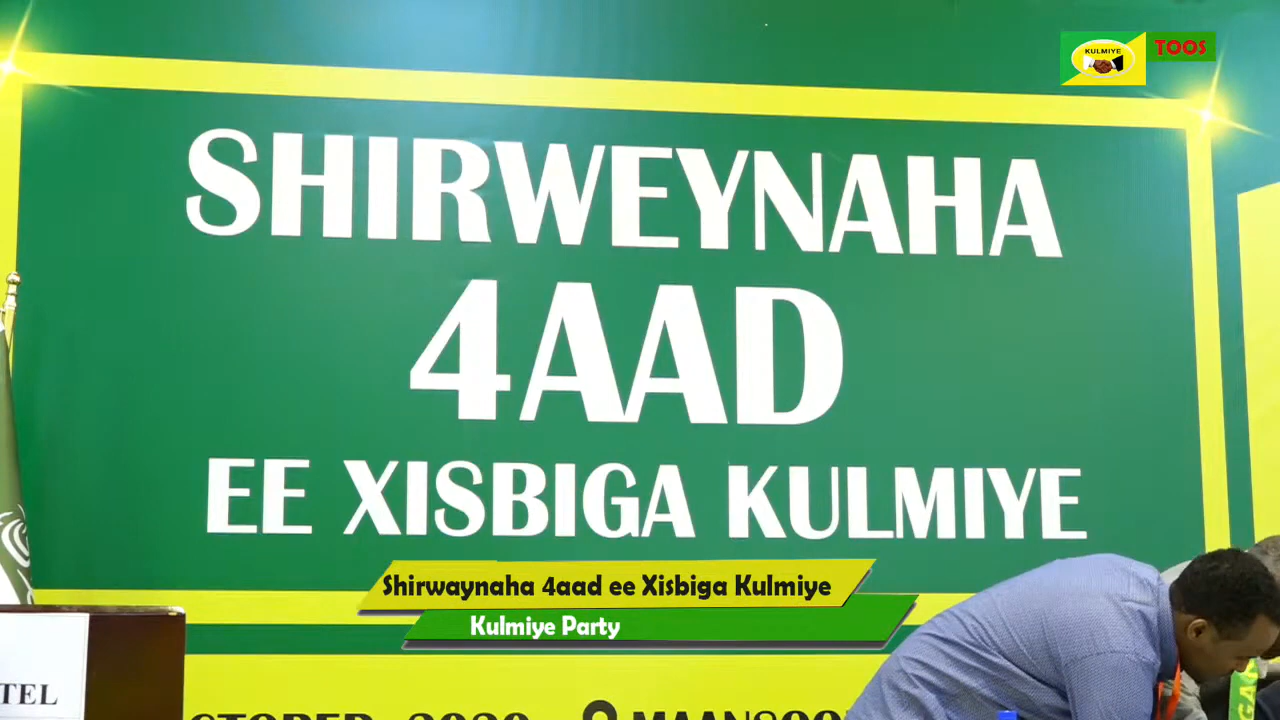 KULMIYE
TOOS
SHIRWEYNAHA
4AAD
EE XISBIGA KULMIYE
Shirwaynaha 4aad ee Xisbiga Kulmiye
Kulmiye Party
TEL